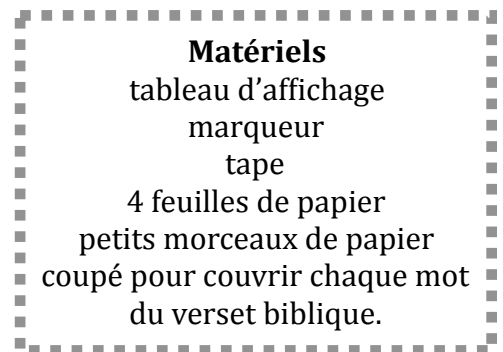 Matériels
tableau d’affichage
marqueur
tape
4 feuilles de papier
petits morceaux de papier
coupé pour couvrir chaque mot
du verset biblique.